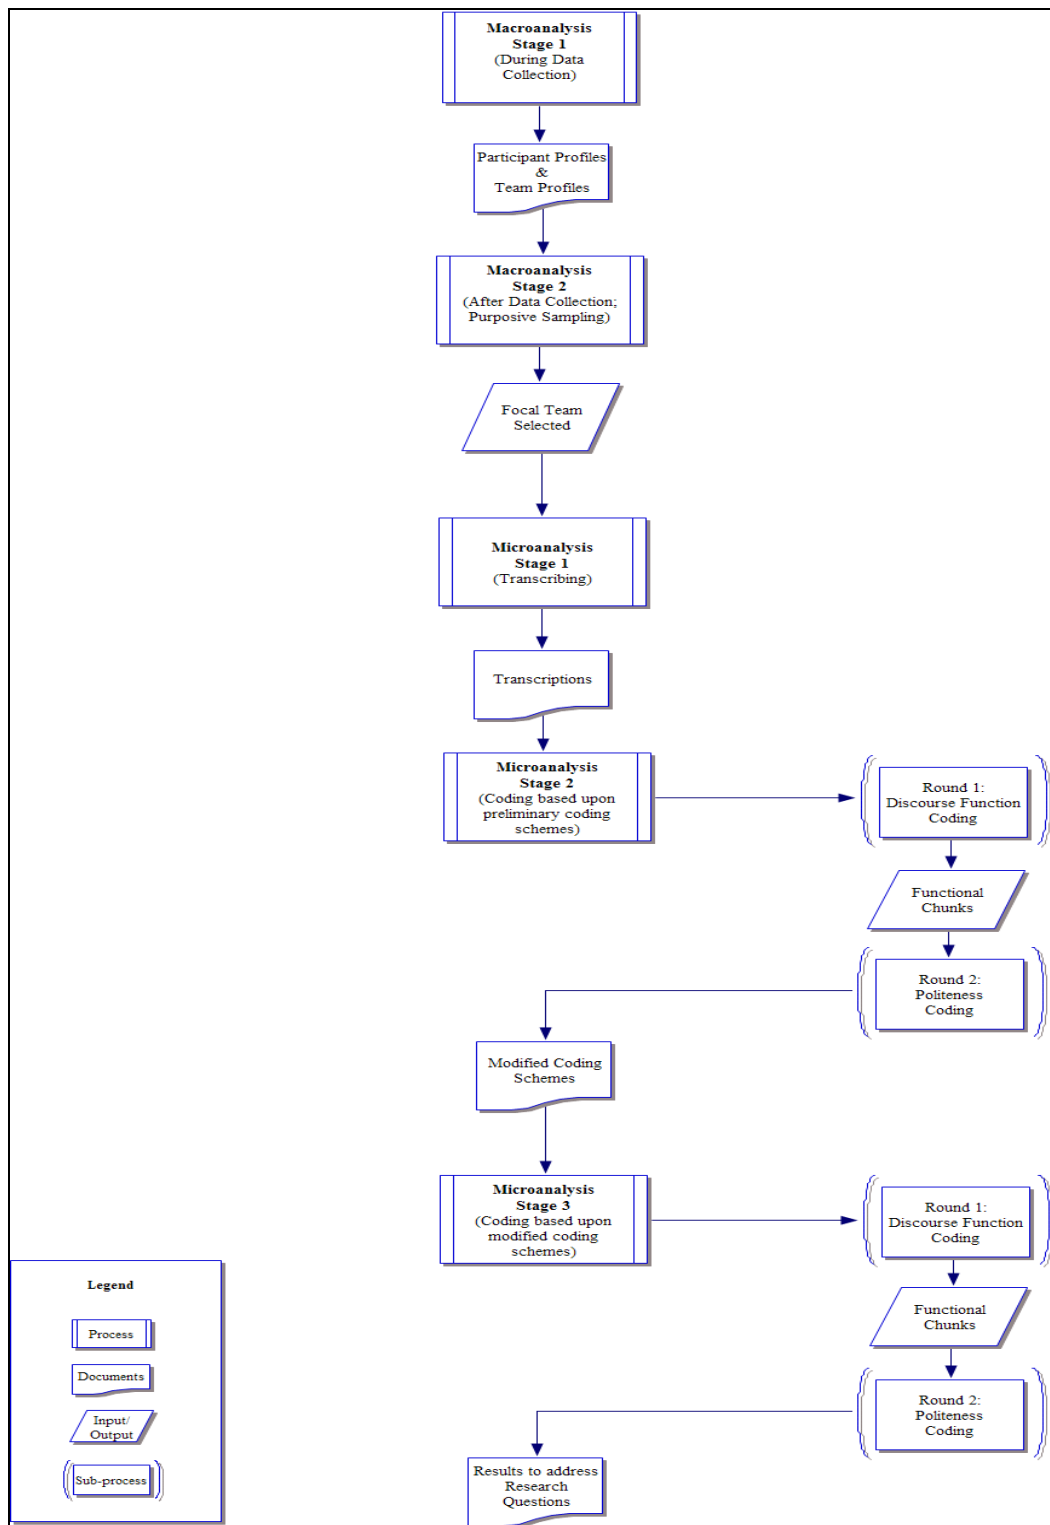 Macroanalysis
Stage 1
(During Data
Collection)
Participant Profiles
&
Team Profiles
Macroanalysis
Stage 2
(After Data Collection;
Purposive Sampling)
Focal Team
Selected
Microanalysis
Stage 1
(Transcribing)
Transcriptions
Microanalysis
Stage 2
(Coding based upon
preliminary coding
schemes)
Round 1:
Discourse Function
Coding
Functional
Chunks
Round 2:
Politeness
Coding
Modified Coding
Schemes
Microanalysis
Stage 3
(Coding based upon
modified coding
schemes)
Round 1:
Discourse Function
Coding
Functional
Chunks
Round 2:
Politeness
Coding
Results to address
Research
Questions
Legend
Process
Documents
Input/
Output
Sub-process